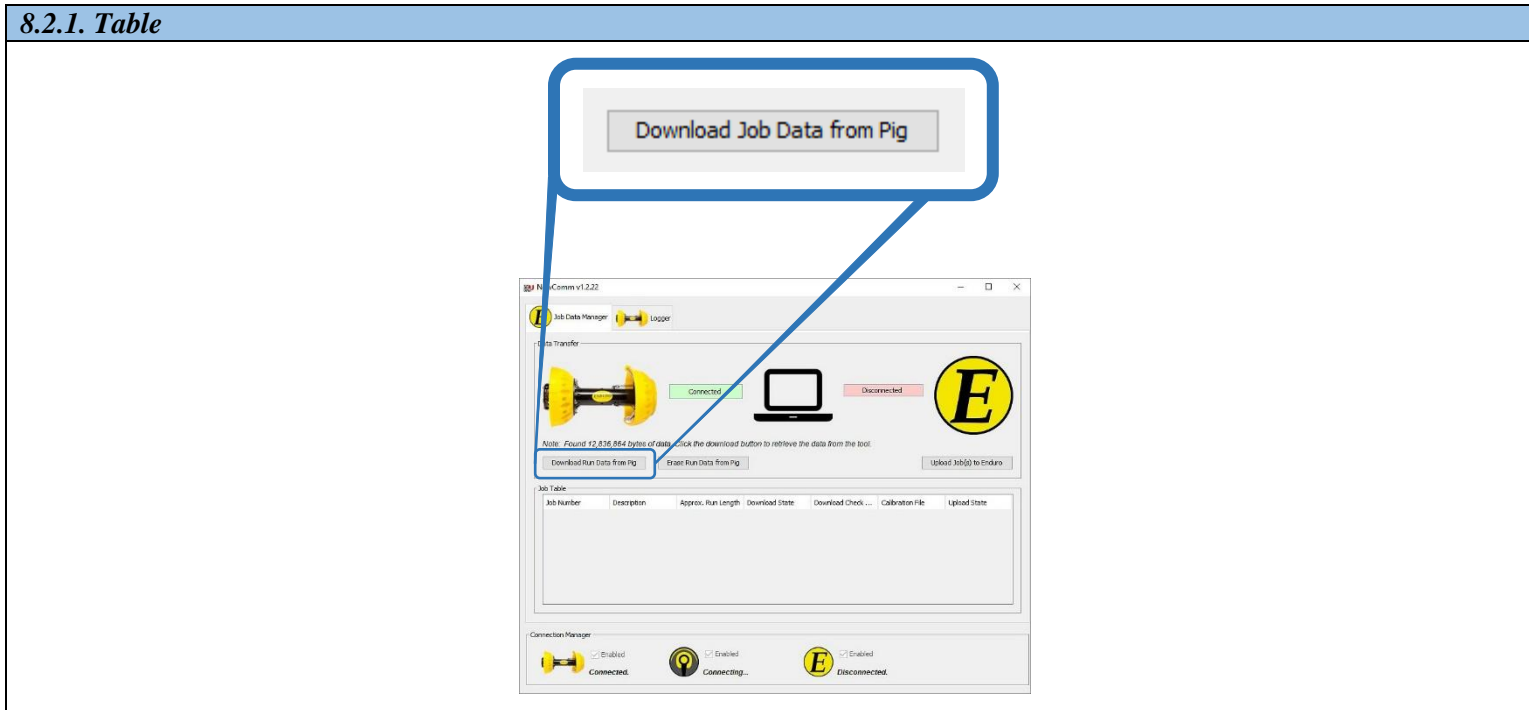 8.2.1. Table
Download Job Data from Pig
Comm v1.2.22
Job Data Manager
Logger
Data Transfer
Connected
Disconnected
E
Note: Found 12,836,864 bytes of data. Click the download button to retrieve the data from the tool.
Download Run Data from Pig
Erase Run Data from Pig
Upload Job(s) to Enduro
Job Table
Job Number Description Approx. Run Length Download State Download Check ... Calibration File Upload State
Connection Manager
Enabled
Connected.
Enabled
Connecting...
E
Enabled
Disconnected.